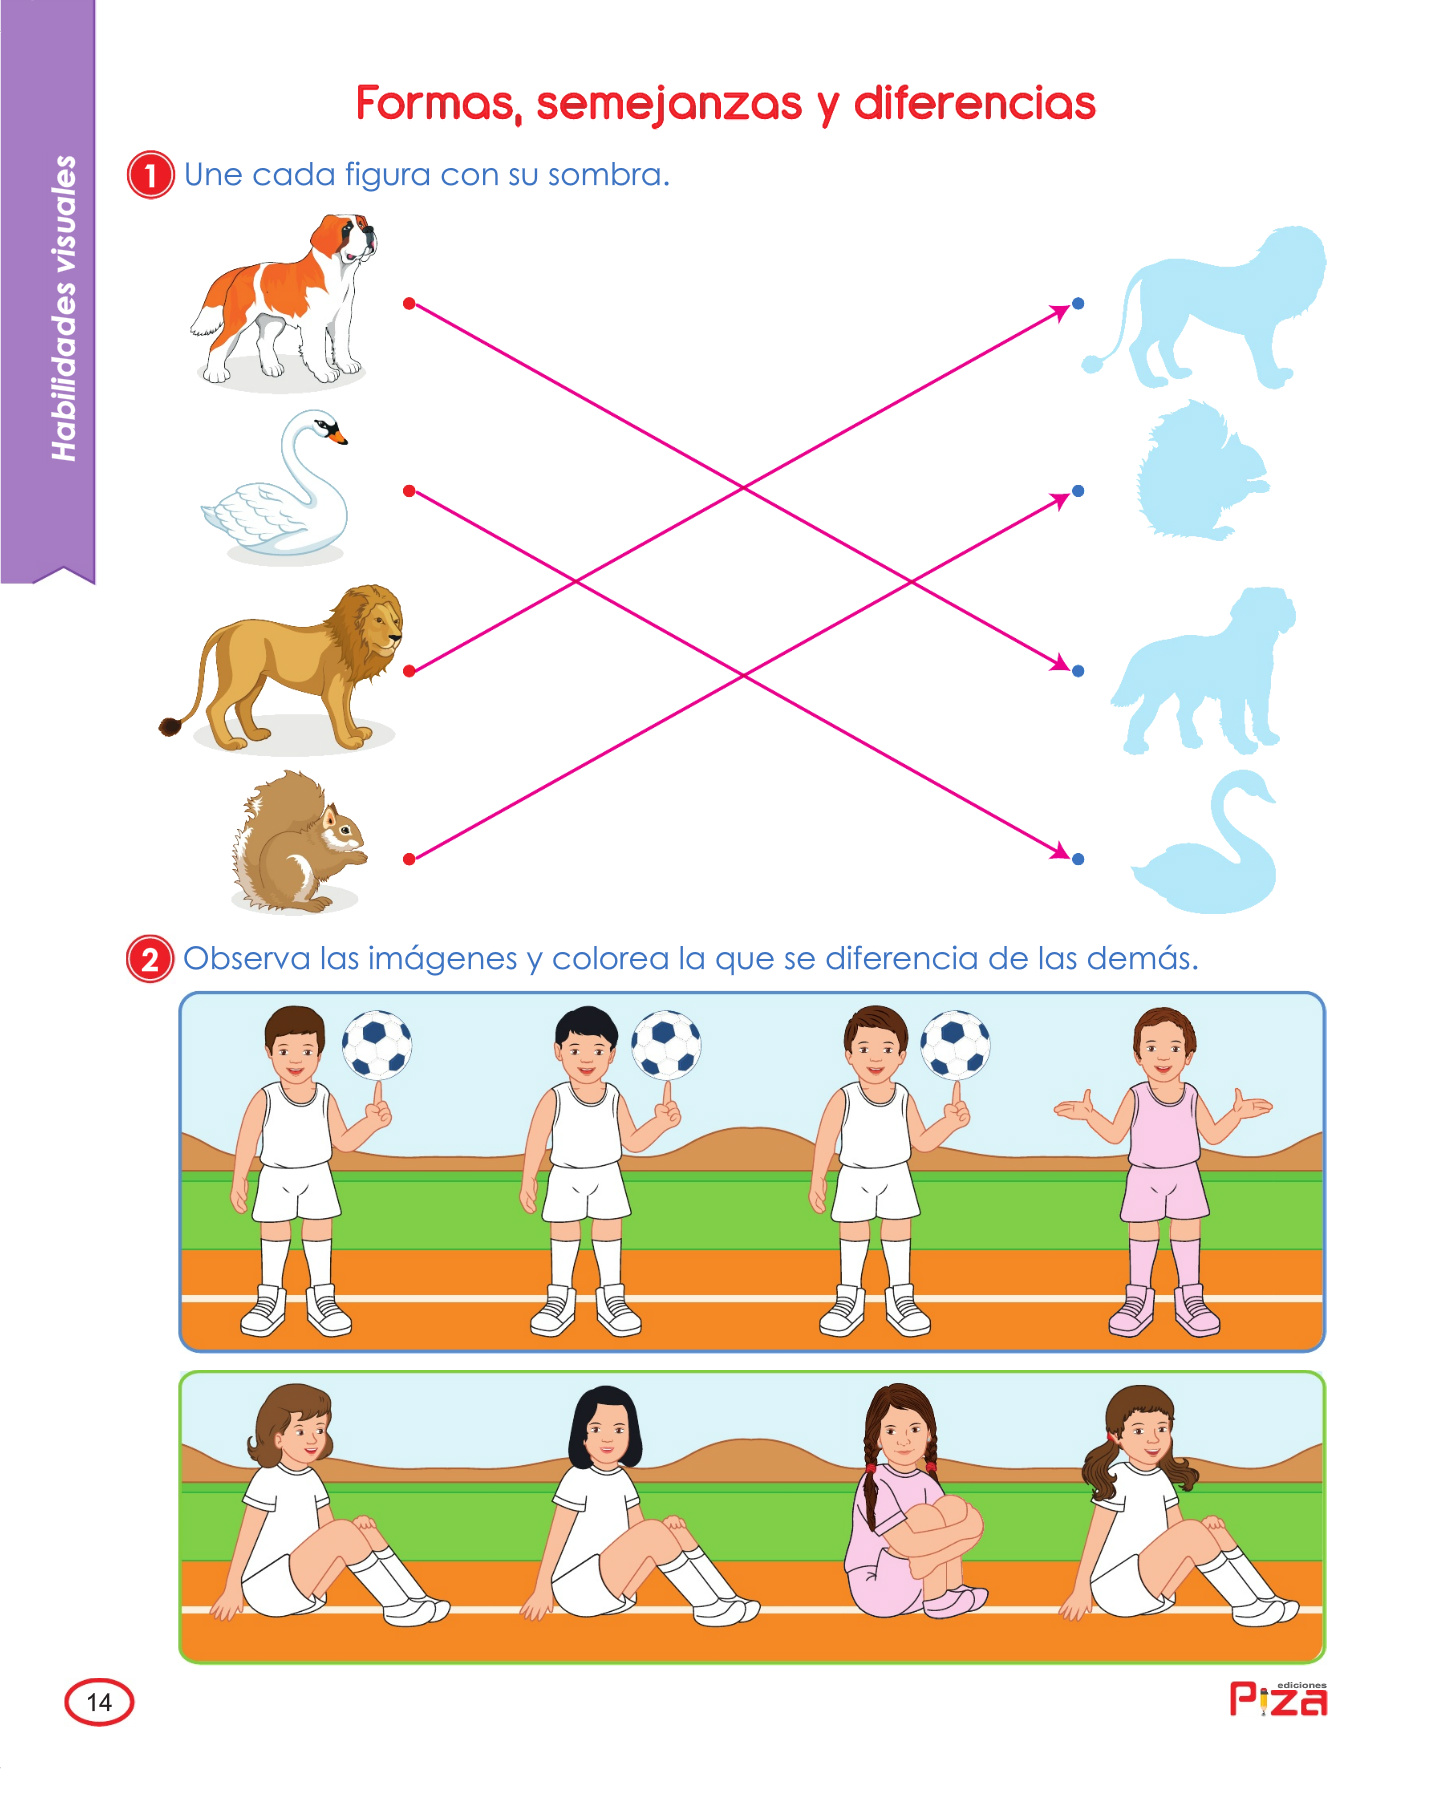 Habilidades visuales
Formas, semejanzas y diferencias
1 Une cada figura con su sombra.
2 Observa las imágenes y colorea la que se diferencia de las demás.
14
ediciones
Piza